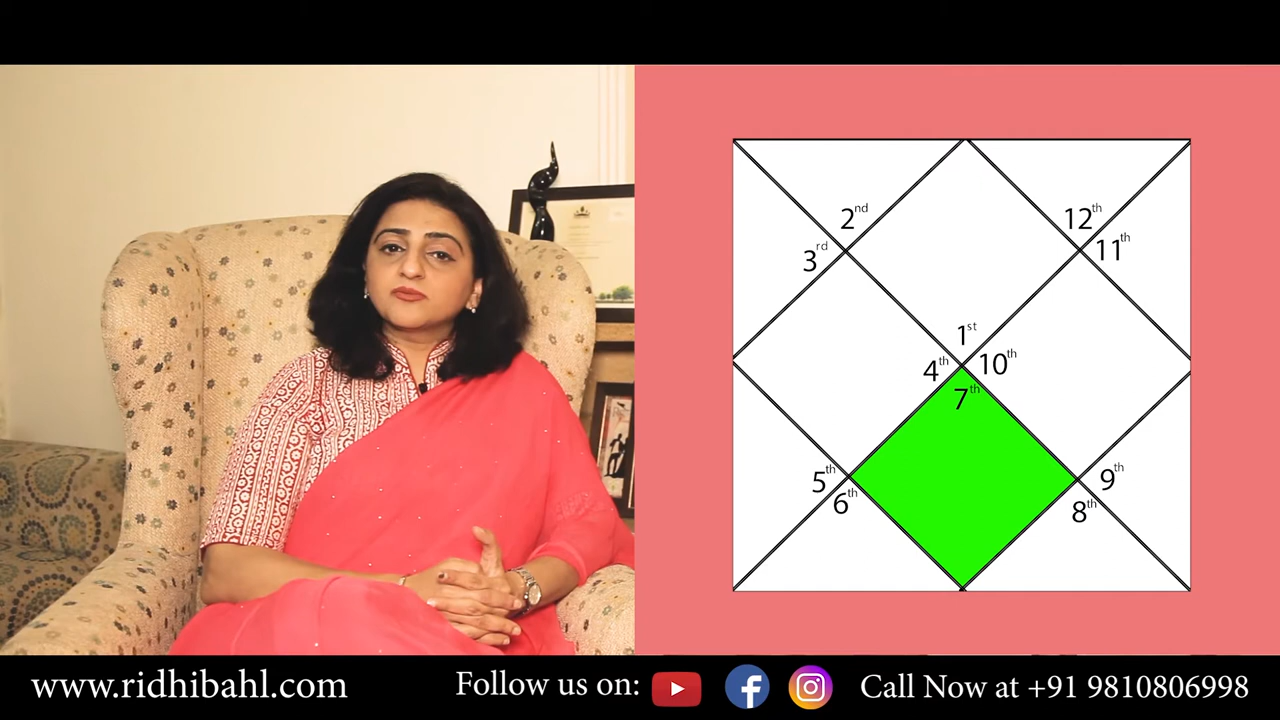 2nd
12th
3rd
11th
1st
4th
10th
7th
5th
9th
6th
8th
www.ridhibahl.com
Follow us on:
Call Now at +91 9810806998